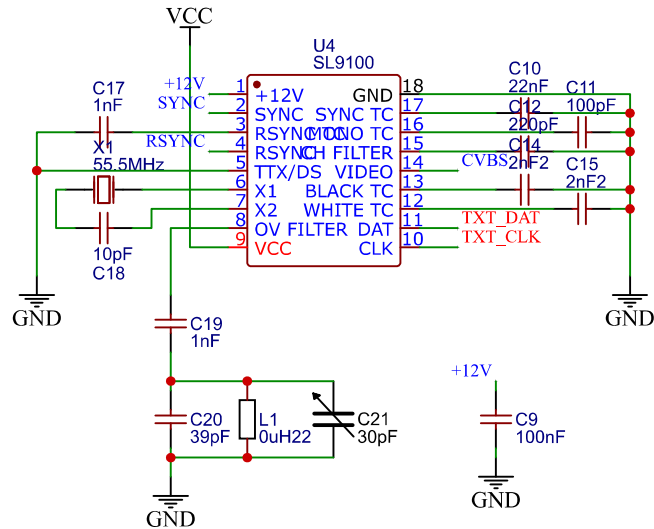 VCC
U4
SL9100
+12V
SYNC
RSYNC
C17
1nF
X1
55.5MHz
10pF
C18
1
2
3
4
5
6
7
8
9
+12V
SYNC
RSYNC TC
RSYNC
TTX/DS
X1
X2
OV FILTER
VCC
GND
SYNC TC
MONO TC
CH FILTER
VIDEO
BLACK TC
WHITE TC
DAT
CLK
18
17
16
15
14
13
12
11
10
C10
22nF
C12
220pF
C11
100pF
C14
2nF2
C15
2nF2
CVBS
TXT_DAT
TXT_CLK
GND
GND
C19
1nF
C20
39pF
L1
0uH22
C21
30pF
GND
+12V
C9
100nF
GND